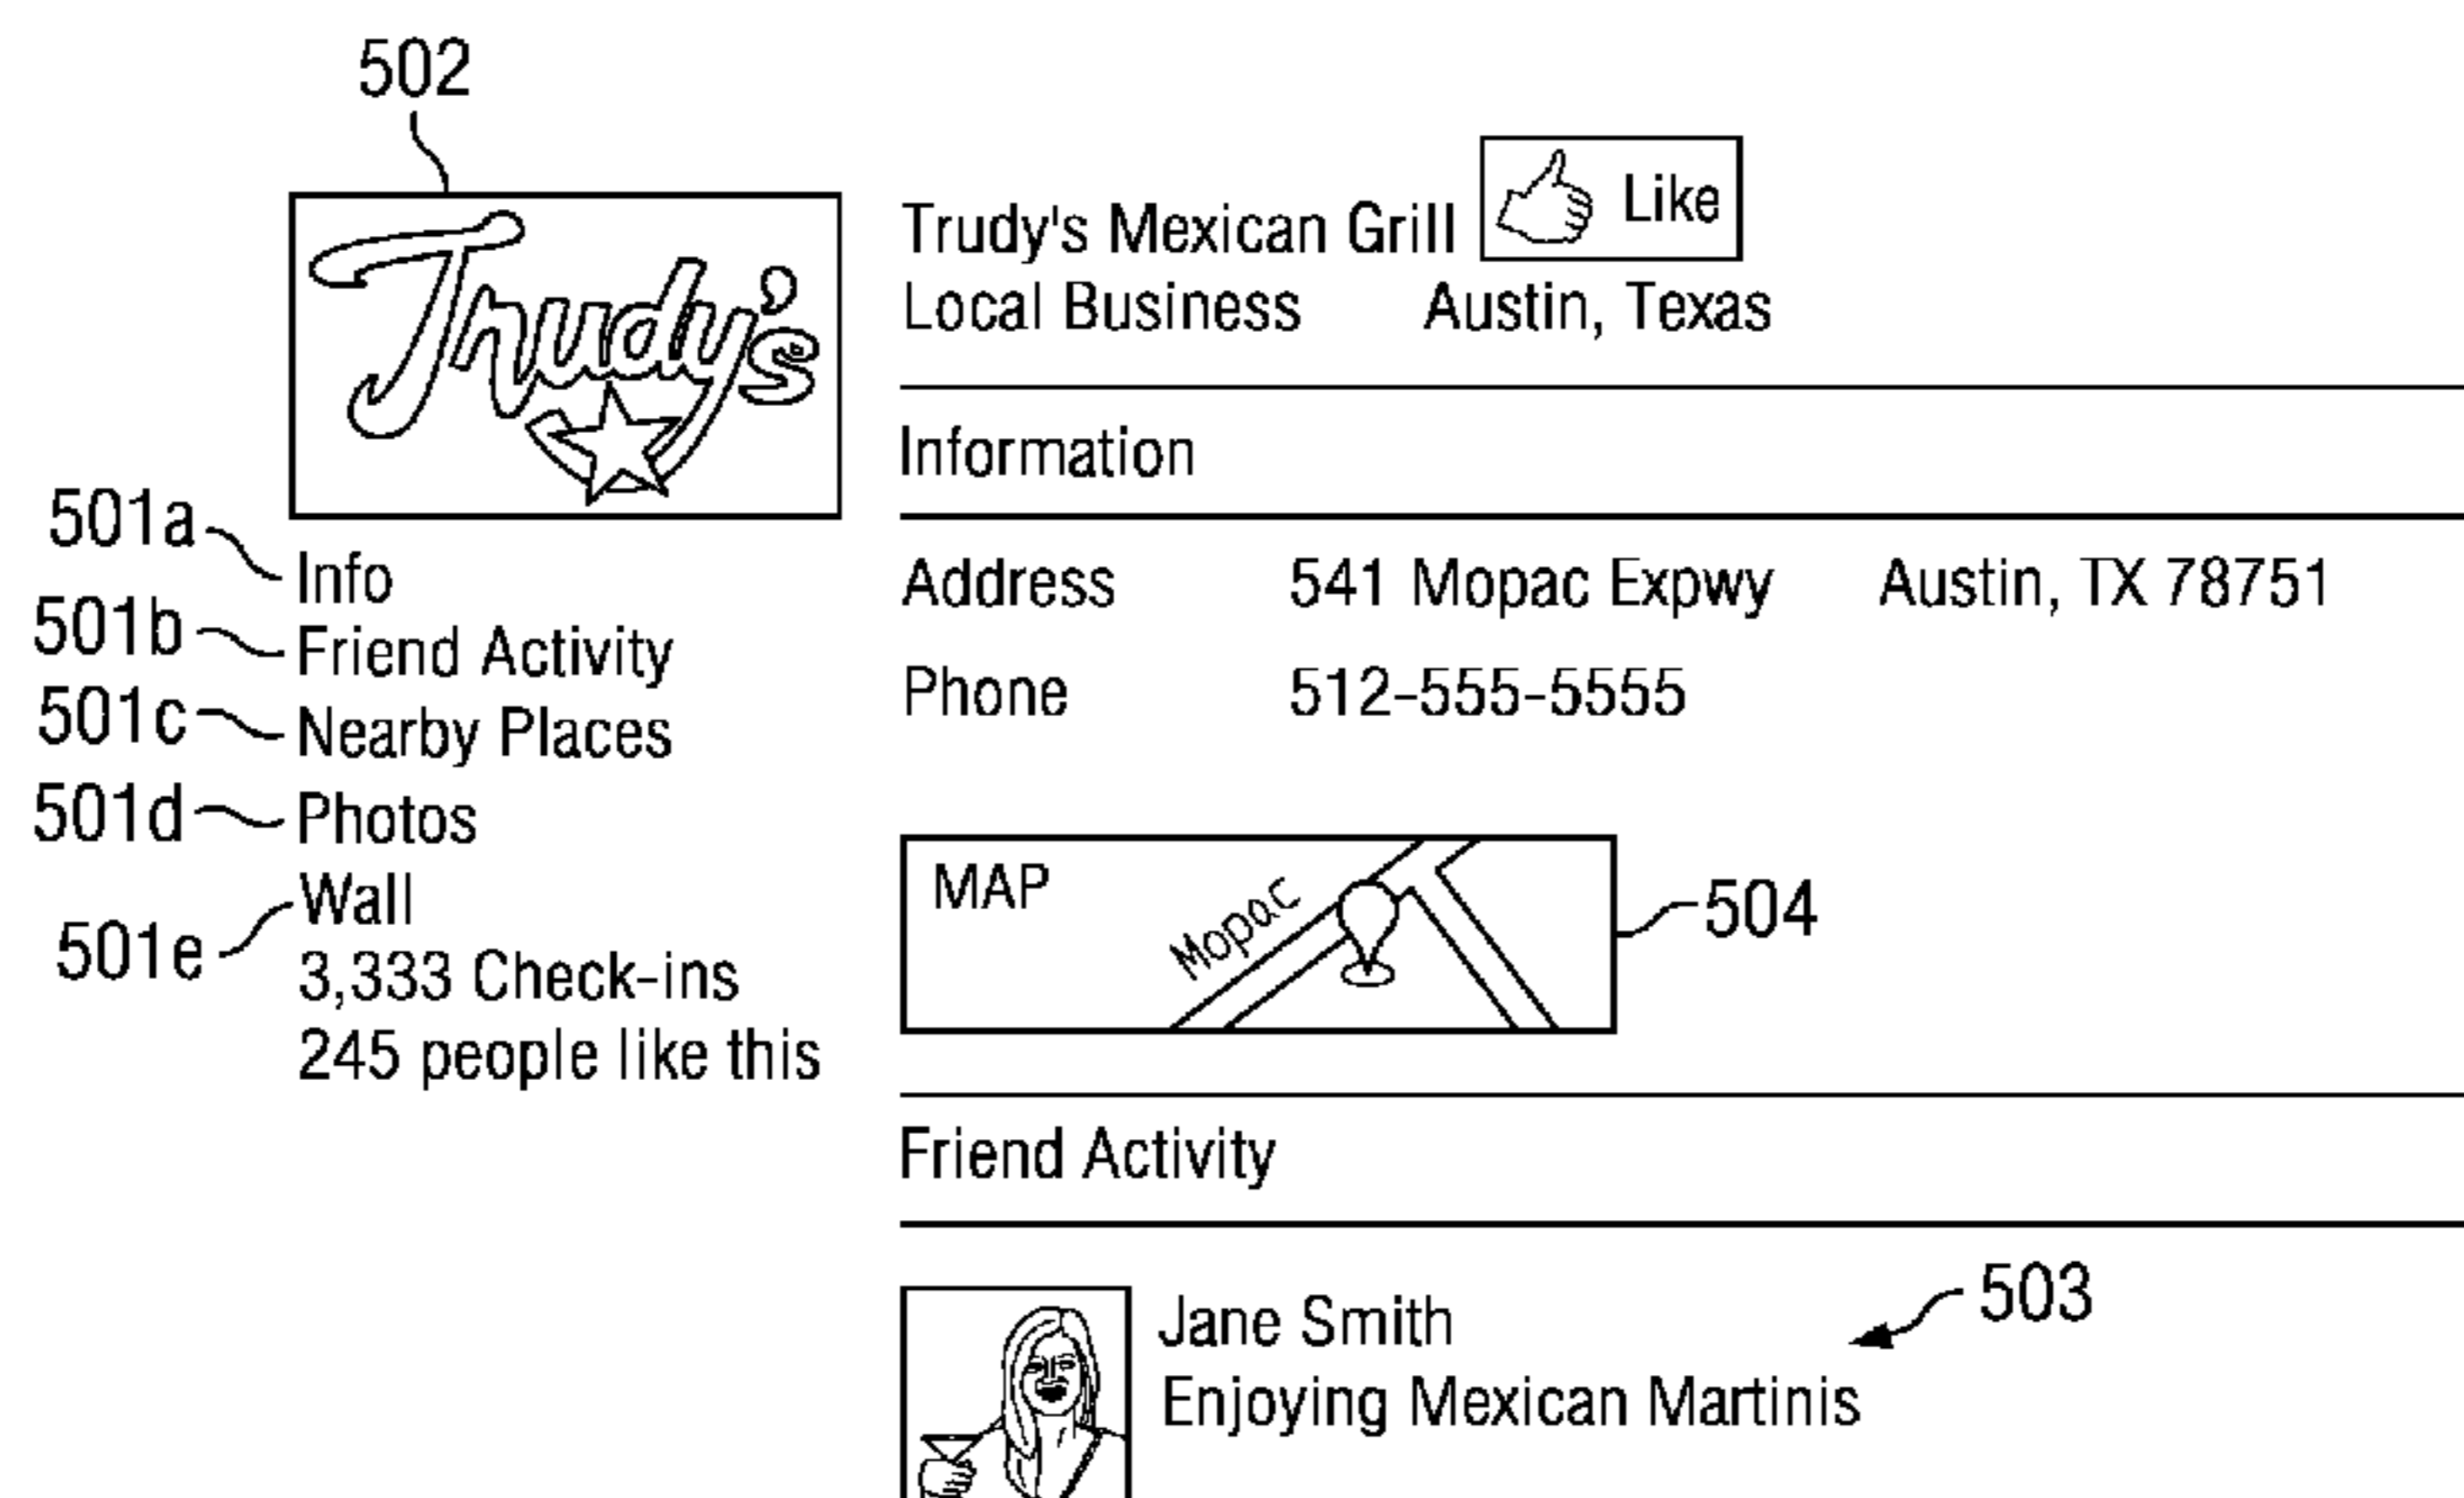 502
Trudy's
501a Info
501b Friend Activity
501c Nearby Places
501d Photos
501e Wall
3,333 Check-ins
245 people like this
Trudy's Mexican Grill Like
Local Business Austin, Texas
Information
Address 541 Mopac Expwy Austin, TX 78751
Phone 512-555-5555
MAP
Mopac
504
Friend Activity
503
Jane Smith
Enjoying Mexican Martinis